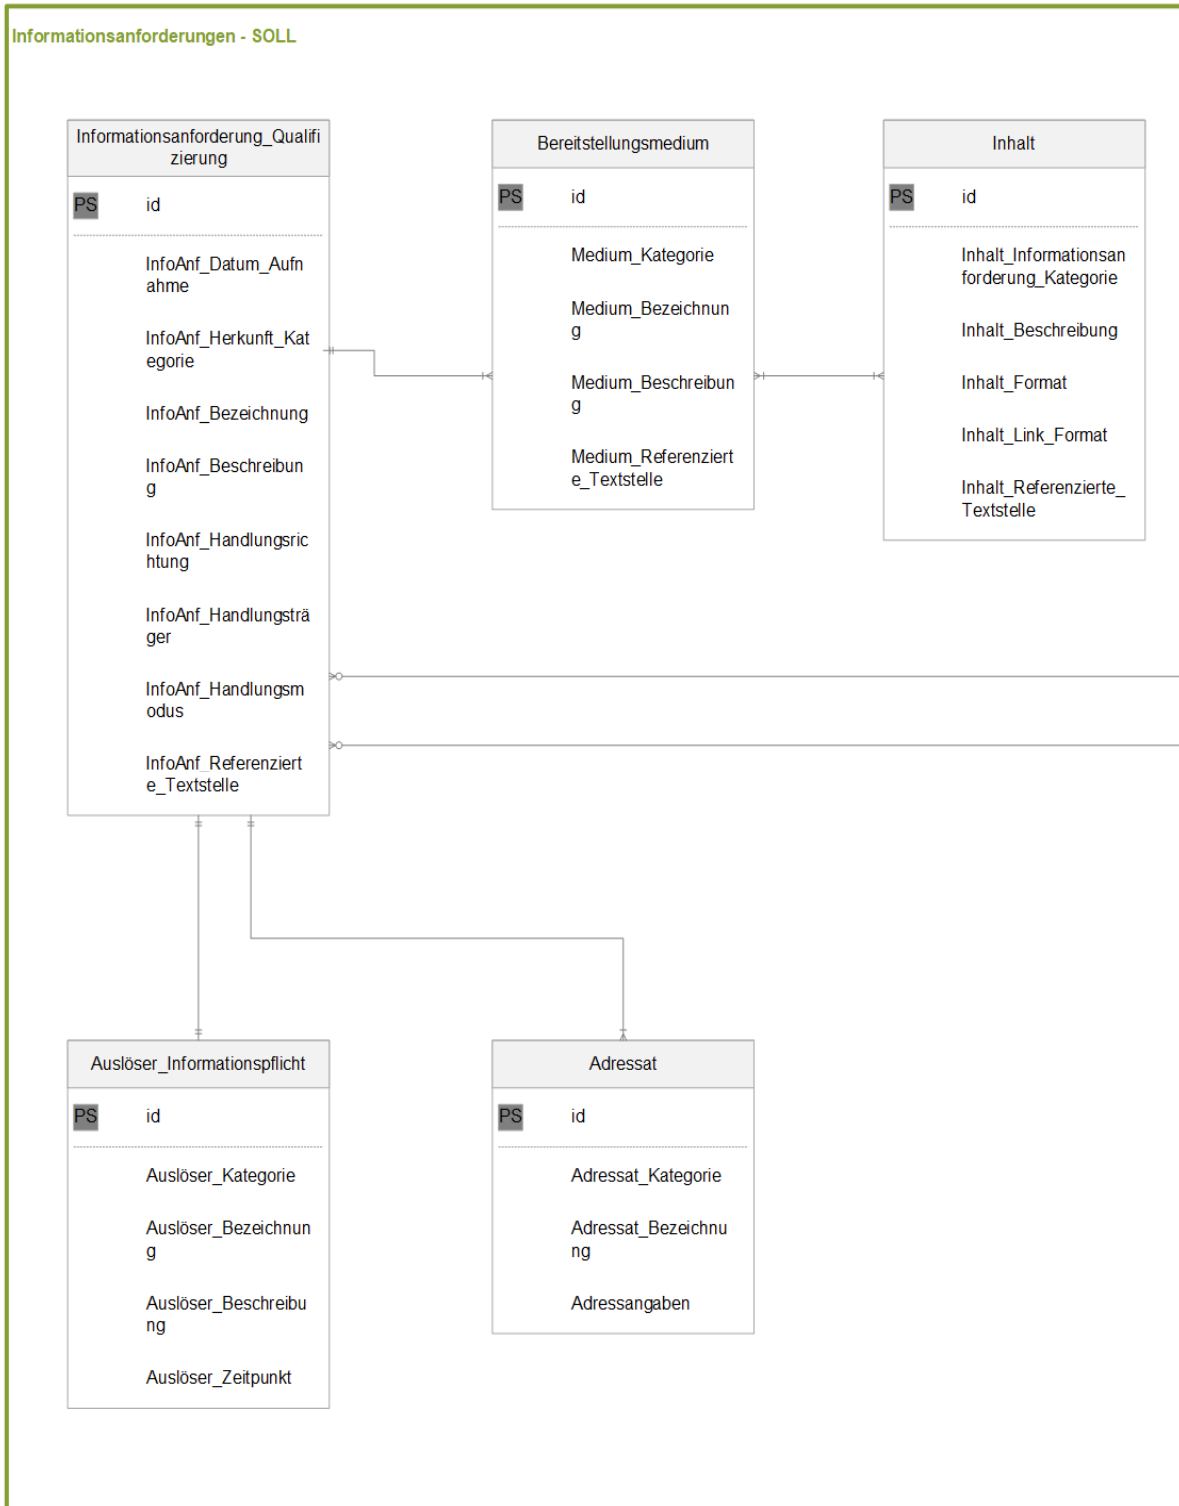 Informationsanforderungen - SOLL
Informationsanforderung_Qualifi
zierung
PS id
InfoAnf_Datum_Aufn
ahme
InfoAnf_Herkunft_Kat
egorie
InfoAnf_Bezeichnung
InfoAnf_Beschreibun
g
InfoAnf_Handlungsric
htung
InfoAnf_Handlungsträ
ger
InfoAnf_Handlungsm
odus
InfoAnf_Referenziert
e_Textstelle
Bereitstellungsmedium
PS id
Medium_Kategorie
Medium_Bezeichnun
g
Medium_Beschreibun
g
Medium_Referenziert
e_Textstelle
Inhalt
PS id
Inhalt_Informationsan
forderung_Kategorie
Inhalt_Beschreibung
Inhalt_Format
Inhalt_Link_Format
Inhalt_Referenzierte_
Textstelle
Auslöser_Informationspflicht
PS id
Auslöser_Kategorie
Auslöser_Bezeichnun
g
Auslöser_Beschreibu
ng
Auslöser_Zeitpunkt
Adressat
PS id
Adressat_Kategorie
Adressat_Bezeichnu
ng
Adressangaben